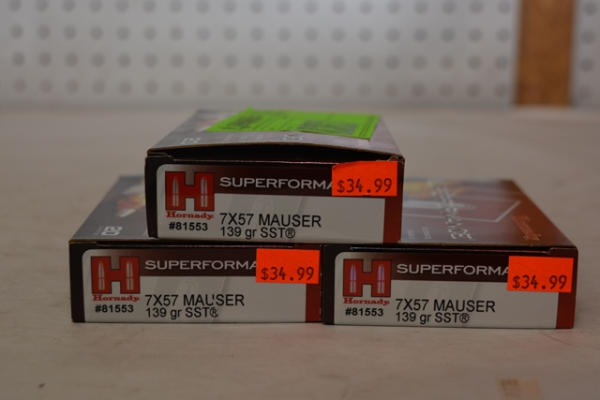 SUPERFORMA
$34.99
Hornady
7X57 MAUSER
#81553
139 gr SST®
SUPERFORMA
$34.99
Hornady
7X57 MAUSER
#81553
139 gr SST®
SUPERFORMA
$34.99
Hornady
7X57 MAUSER
#81553
139 gr SST®